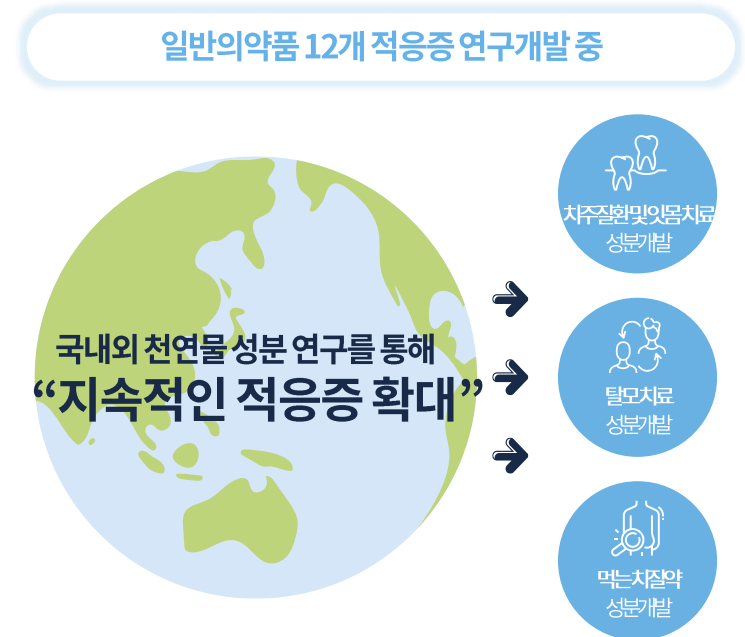 일반의약품 12개 적응증 연구개발 중
국내외 천연물 성분 연구를 통해
“지속적인 적응증 확대”
치주질환 및 잇몸치료
성분개발
탈모치료
성분개발
먹는 치질약
성분개발